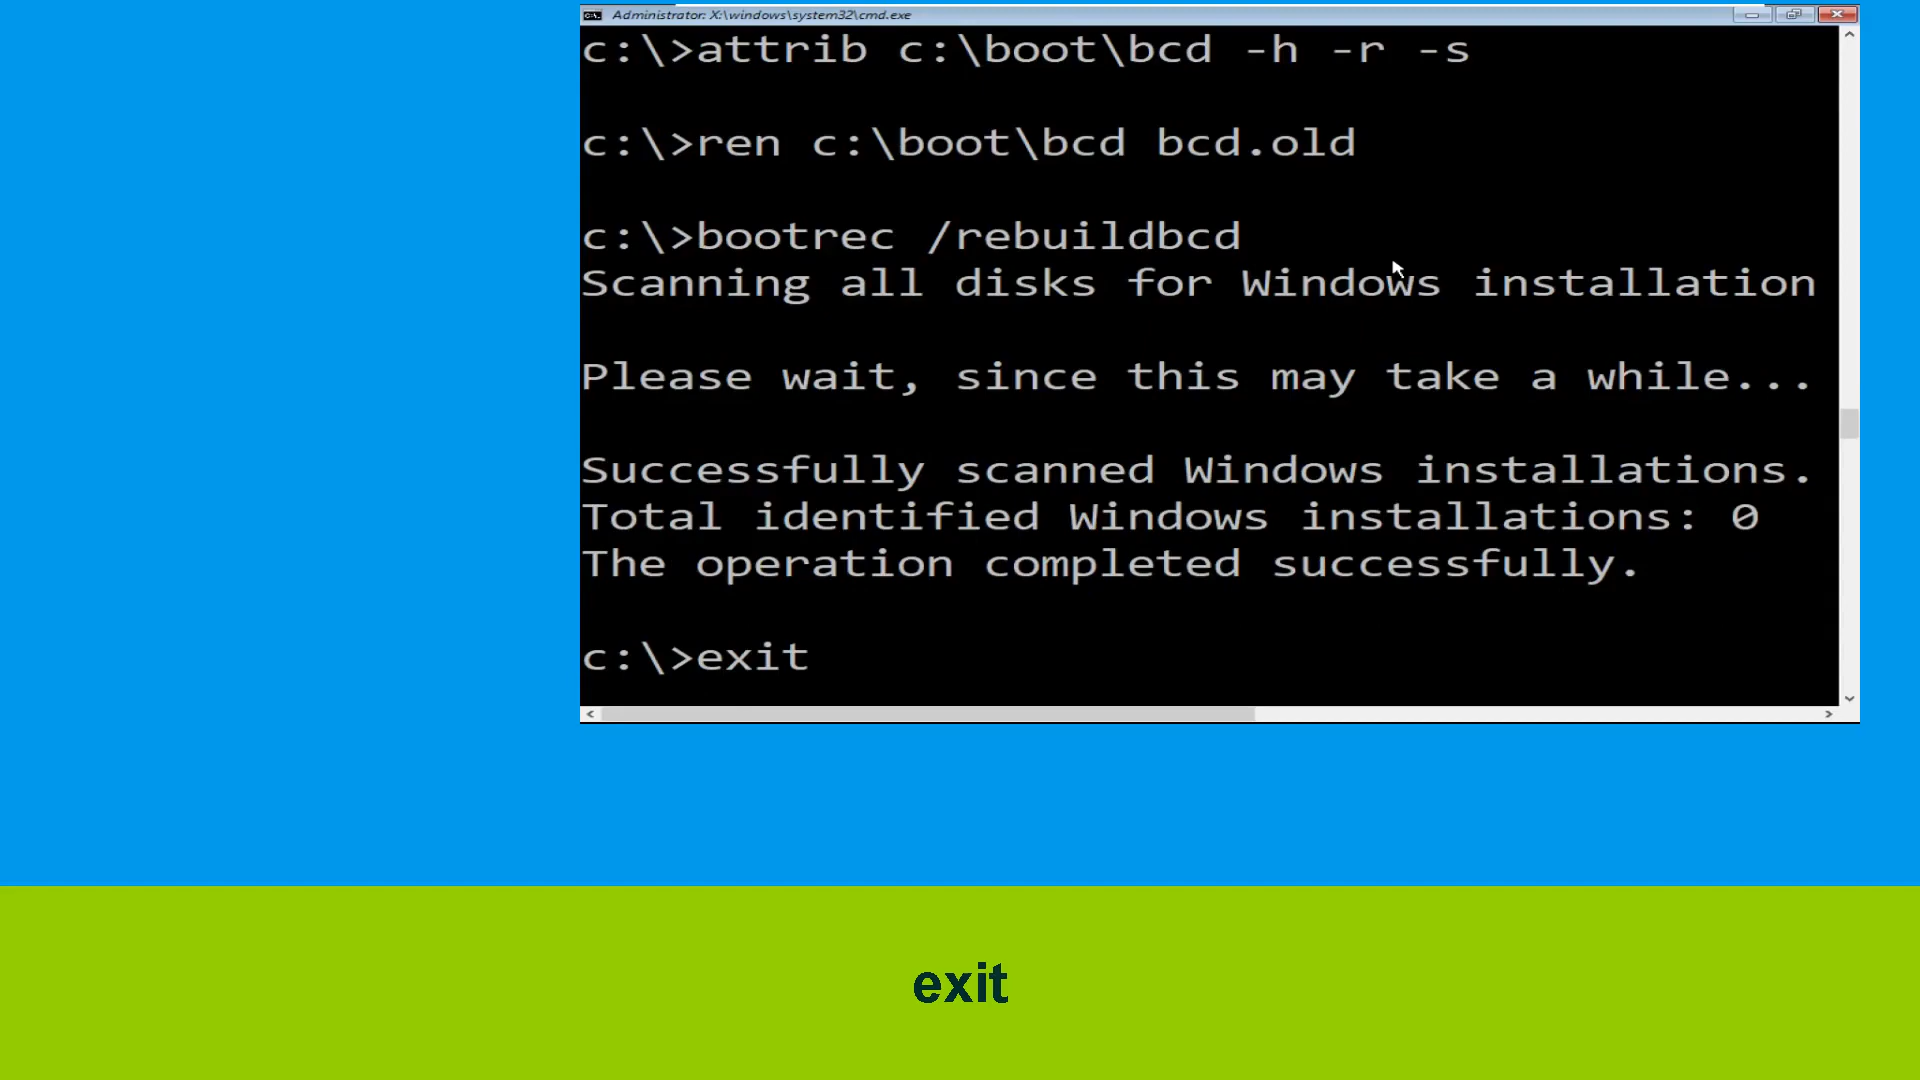 Administrator: X:\windows\system32\cmd.exe
c:\>attrib c:\boot\bcd -h -r -s
c:\>ren c:\boot\bcd bcd.old
c:\>bootrec /rebuildbcd
Scanning all disks for Windows installation
Please wait, since this may take a while...
Successfully scanned Windows installations.
Total identified Windows installations: 0
The operation completed successfully.
c:\>exit
exit